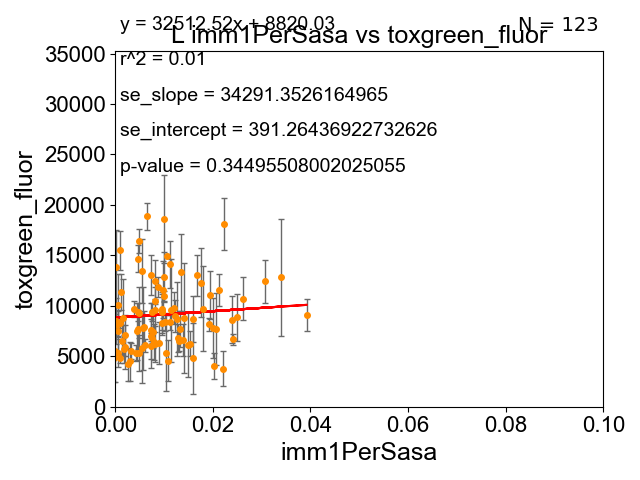 y = 32512.52x + 8820.03
N = 123
L imm1PerSasa vs toxgreen_fluor
r^2 = 0.01
se_slope = 34291.3526164965
se_intercept = 391.26436922732626
p-value = 0.34495508002025055
35000
30000
25000
20000
15000
10000
5000
0
toxgreen_fluor
0.00
0.02
0.04
0.06
0.08
0.10
imm1PerSasa